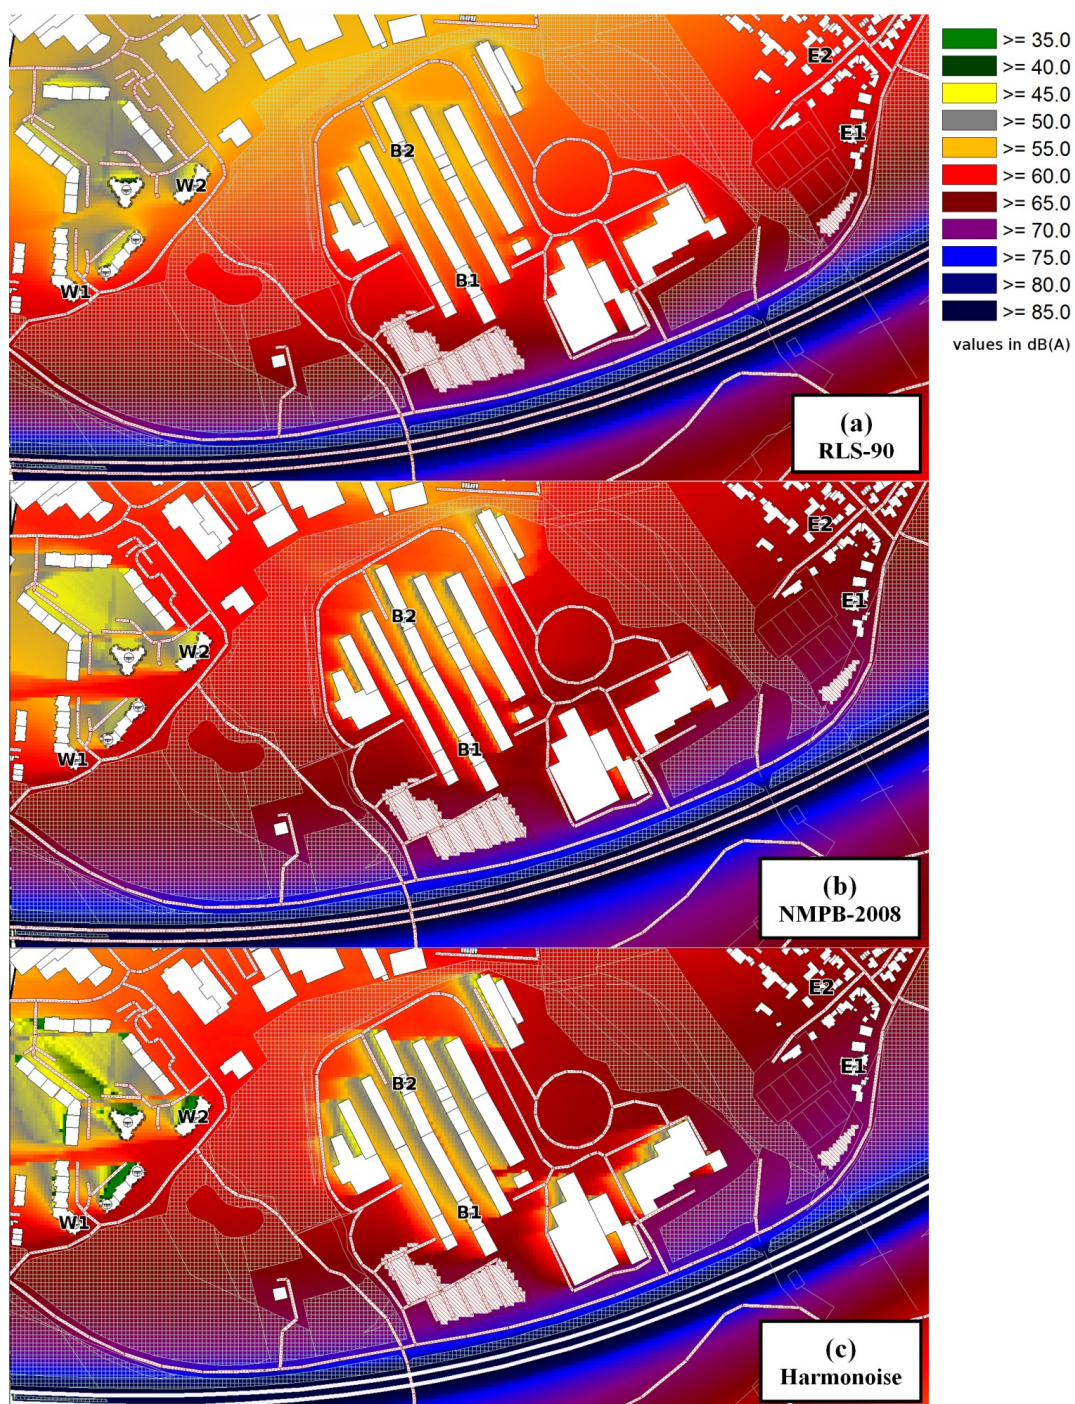 >= 35.0
>= 40.0
>= 45.0
>= 50.0
>= 55.0
>= 60.0
>= 65.0
>= 70.0
>= 75.0
>= 80.0
>= 85.0
values in dB(A)
E2
E1
B2
W2
B1
W1
(a)
RLS-90
E2
E1
B2
W2
B1
W1
(b)
NMPB-2008
E2
E1
B2
W2
B1
W1
(c)
Harmonoise